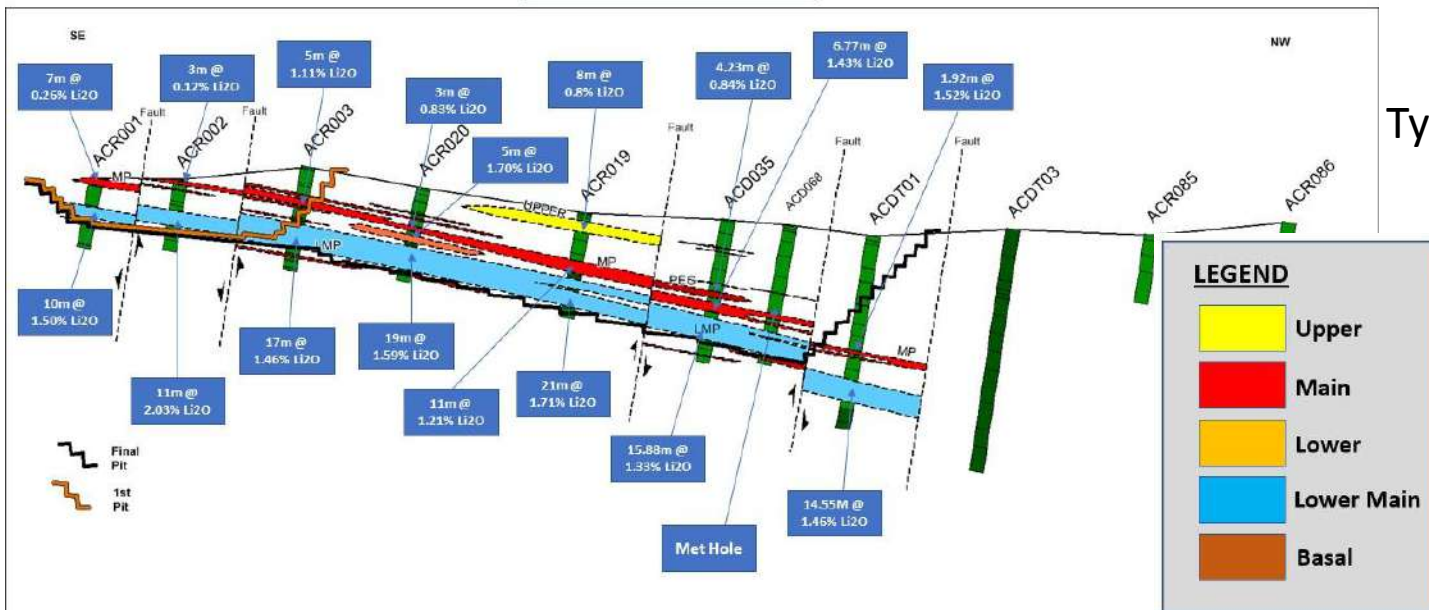 SE
NW
7m @
0.26% Li2O
3m @
0.12% Li2O
5m @
1.11% Li2O
3m @
0.83% Li2O
5m @
1.70% Li2O
8m @
0.8% Li2O
4.23m @
0.84% Li2O
6.77m @
1.43% Li2O
1.92m @
1.52% Li2O
Ty
Fault
Fault
Fault
Fault
Fault
ACR001
ACR002
ACR003
ACR020
ACR019
ACD035
ACD068
ACDT01
ACDT03
ACR085
ACR086
MP
UPPER
MP
LMP
PEG
LMP
MP
10m @
1.50% Li2O
11m @
2.03% Li2O
17m @
1.46% Li2O
19m @
1.59% Li2O
11m @
1.21% Li2O
21m @
1.71% Li2O
15.88m @
1.33% Li2O
14.55M @
1.46% Li2O
Met Hole
Final
Pit
1st
Pit
LEGEND
Upper
Main
Lower
Lower Main
Basal